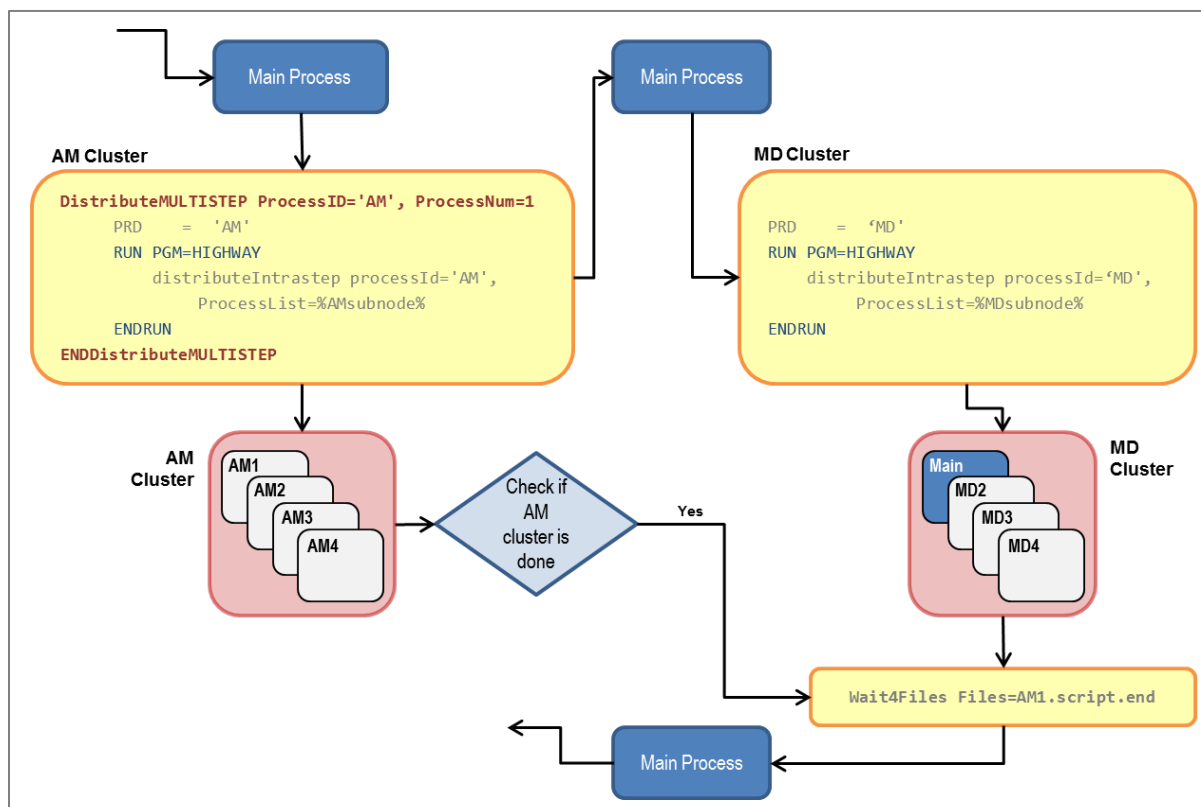 Main Process
Main Process
AM Cluster
DistributeMULTISTEP ProcessID='AM', ProcessNum=1
PRD = 'AM'
RUN PGM=HIGHWAY
distributeIntrastep processId='AM',
ProcessList=%AMsubnode%
ENDRUN
ENDDistributeMULTISTEP
MD Cluster
PRD = ‘MD'
RUN PGM=HIGHWAY
distributeIntrastep processId=‘MD',
ProcessList=%MDsubnode%
ENDRUN
AM
Cluster
AM1
AM2
AM3
AM4
Check if
AM
cluster is
done
Yes
Main
MD2
MD3
MD4
MD
Cluster
Wait4Files Files=AM1.script.end
Main Process